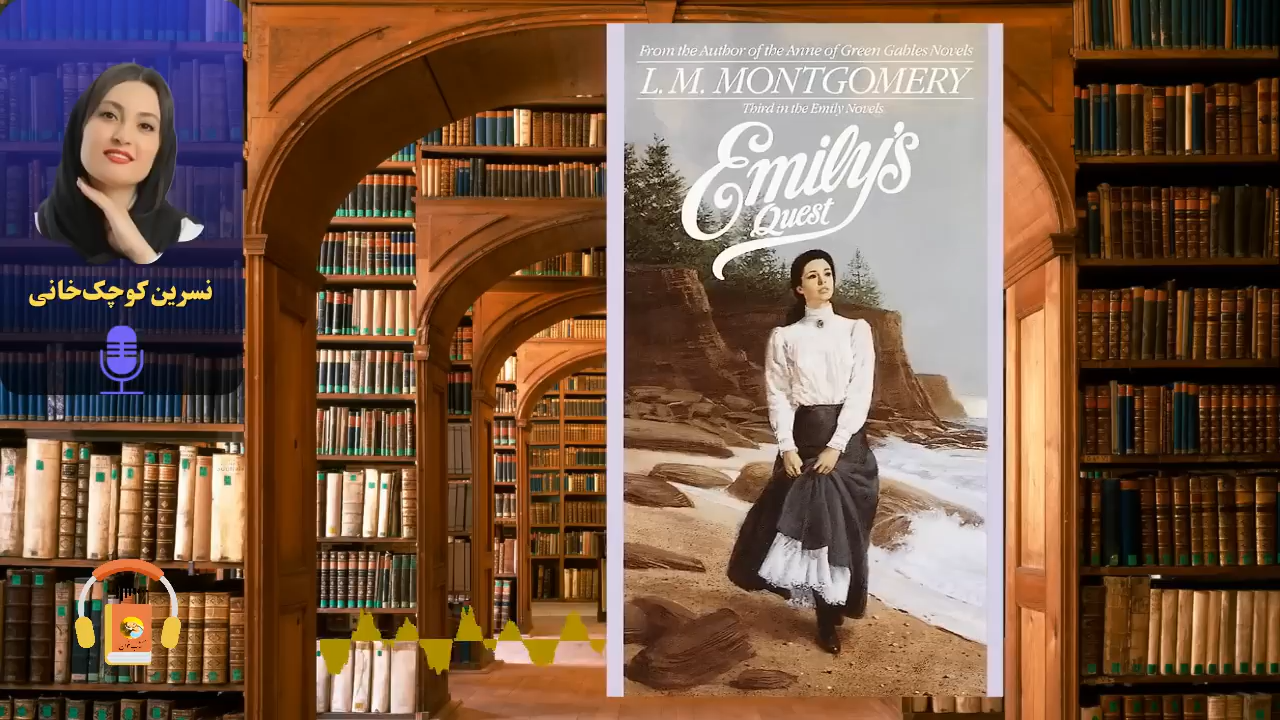 From the Author of the Anne of Green Gables Novels
L. M. MONTGOMERY
Third in the Emily Novels
Emily's
Quest
نسرین کوچک‌خانی